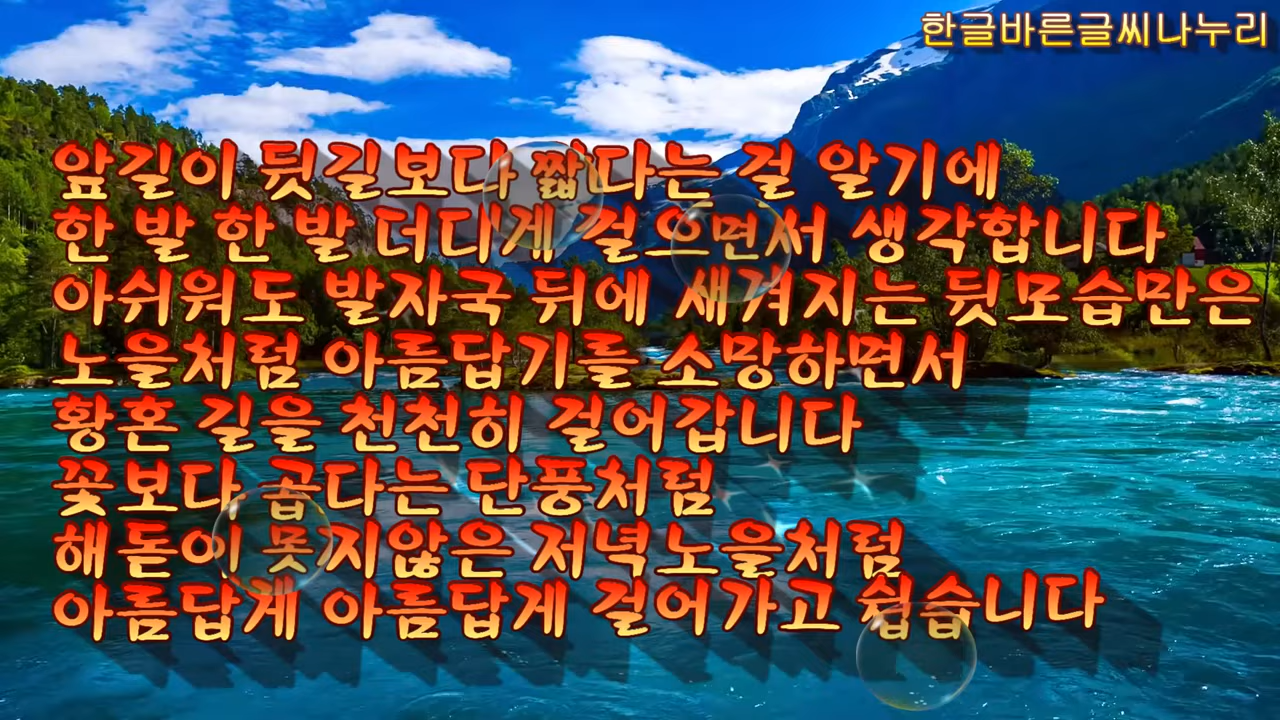 한글바른글씨나누리
앞길이 뒷길보다 짧다는 걸 알기에
한 발 한 발 더디게 걸으면서 생각합니다
아쉬워도 발자국 뒤에 새겨지는 뒷모습만은
노을처럼 아름답기를 소망하면서
황혼 길을 천천히 걸어갑니다
꽃보다 곱다는 단풍처럼
해돋이 못지않은 저녁노을처럼
아름답게 아름답게 걸어가고 싶습니다